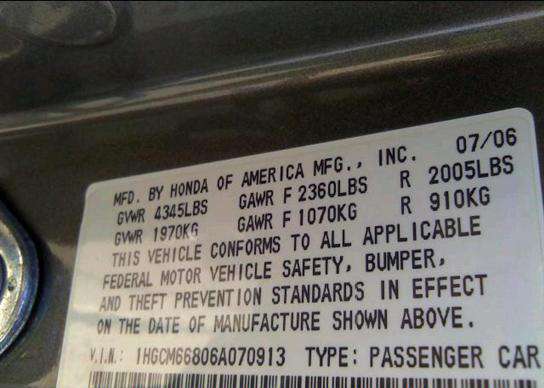 MFD. BY HONDA OF AMERICA MFG., INC. 07/06
GVWR 4345LBS GAWR F 2360LBS R 2005LBS
GVWR 1970KG GAWR F 1070KG R 910KG
THIS VEHICLE CONFORMS TO ALL APPLICABLE
FEDERAL MOTOR VEHICLE SAFETY, BUMPER,
AND THEFT PREVENTION STANDARDS IN EFFECT
ON THE DATE OF MANUFACTURE SHOWN ABOVE.
V.I.N.: 1HGCM66806A070913 TYPE: PASSENGER CAR